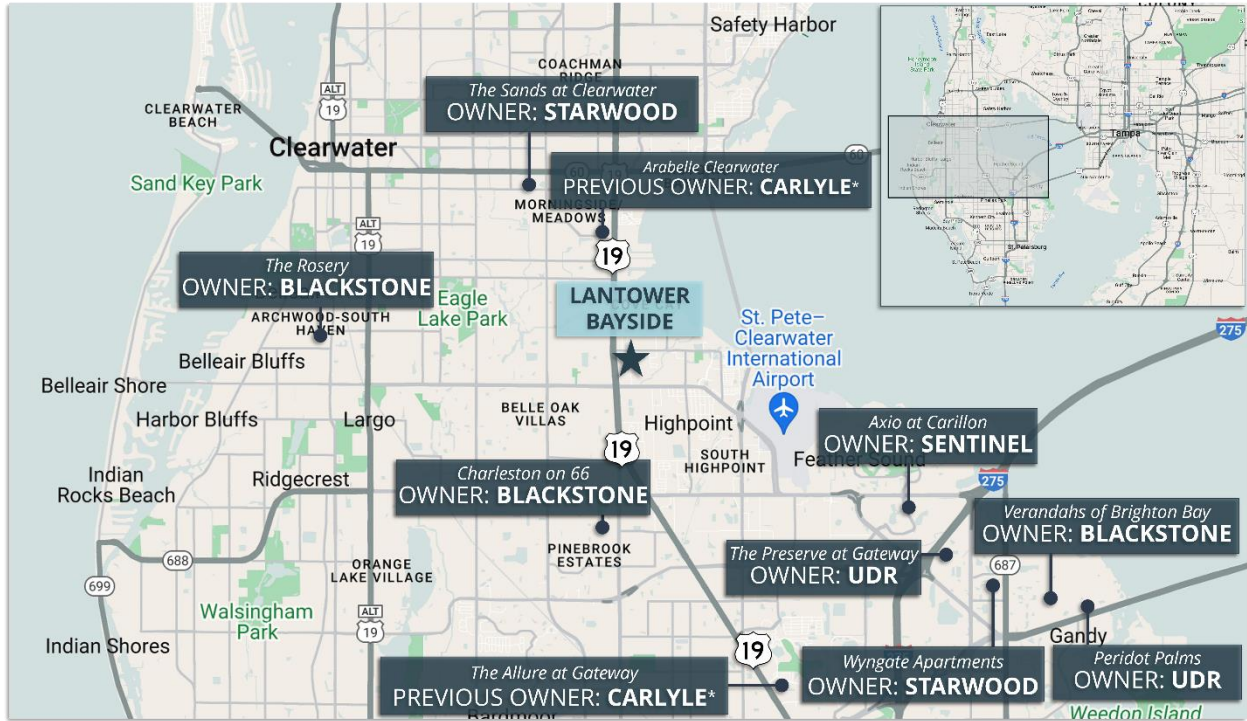 Safety Harbor
COACHMAN
RIDGE
ALT
19
The Sands at Clearwater
OWNER: STARWOOD
CLEARWATER
BEACH
Clearwater
60
19
60
Arabelle Clearwater
PREVIOUS OWNER: CARLYLE*
Tampa
St. Petersburg
Sand Key Park
MORNINGSIDE/
MEADOWS
ALT
19
19
The Rosery
OWNER: BLACKSTONE
LANTOWER
BAYSIDE
Eagle
Lake Park
ARCHWOOD-SOUTH
HAVEN
St. Pete–
Clearwater
International
Airport
275
Belleair Bluffs
Belleair Shore
Harbor Bluffs
Largo
BELLE OAK
VILLAS
Highpoint
19
SOUTH
HIGHPOINT
Axio at Carillon
OWNER: SENTINEL
Feather Sound
Indian
Rocks Beach
Ridgecrest
Charleston on 66
OWNER: BLACKSTONE
275
Verandahs of Brighton Bay
OWNER: BLACKSTONE
688
PINEBROOK
ESTATES
The Preserve at Gateway
OWNER: UDR
687
699
ORANGE
LAKE VILLAGE
Walsingham
Park
ALT
19
Indian Shores
19
Gandy
The Allure at Gateway
PREVIOUS OWNER: CARLYLE*
Wyngate Apartments
OWNER: STARWOOD
Peridot Palms
OWNER: UDR
Bardmoor
Weedon Island